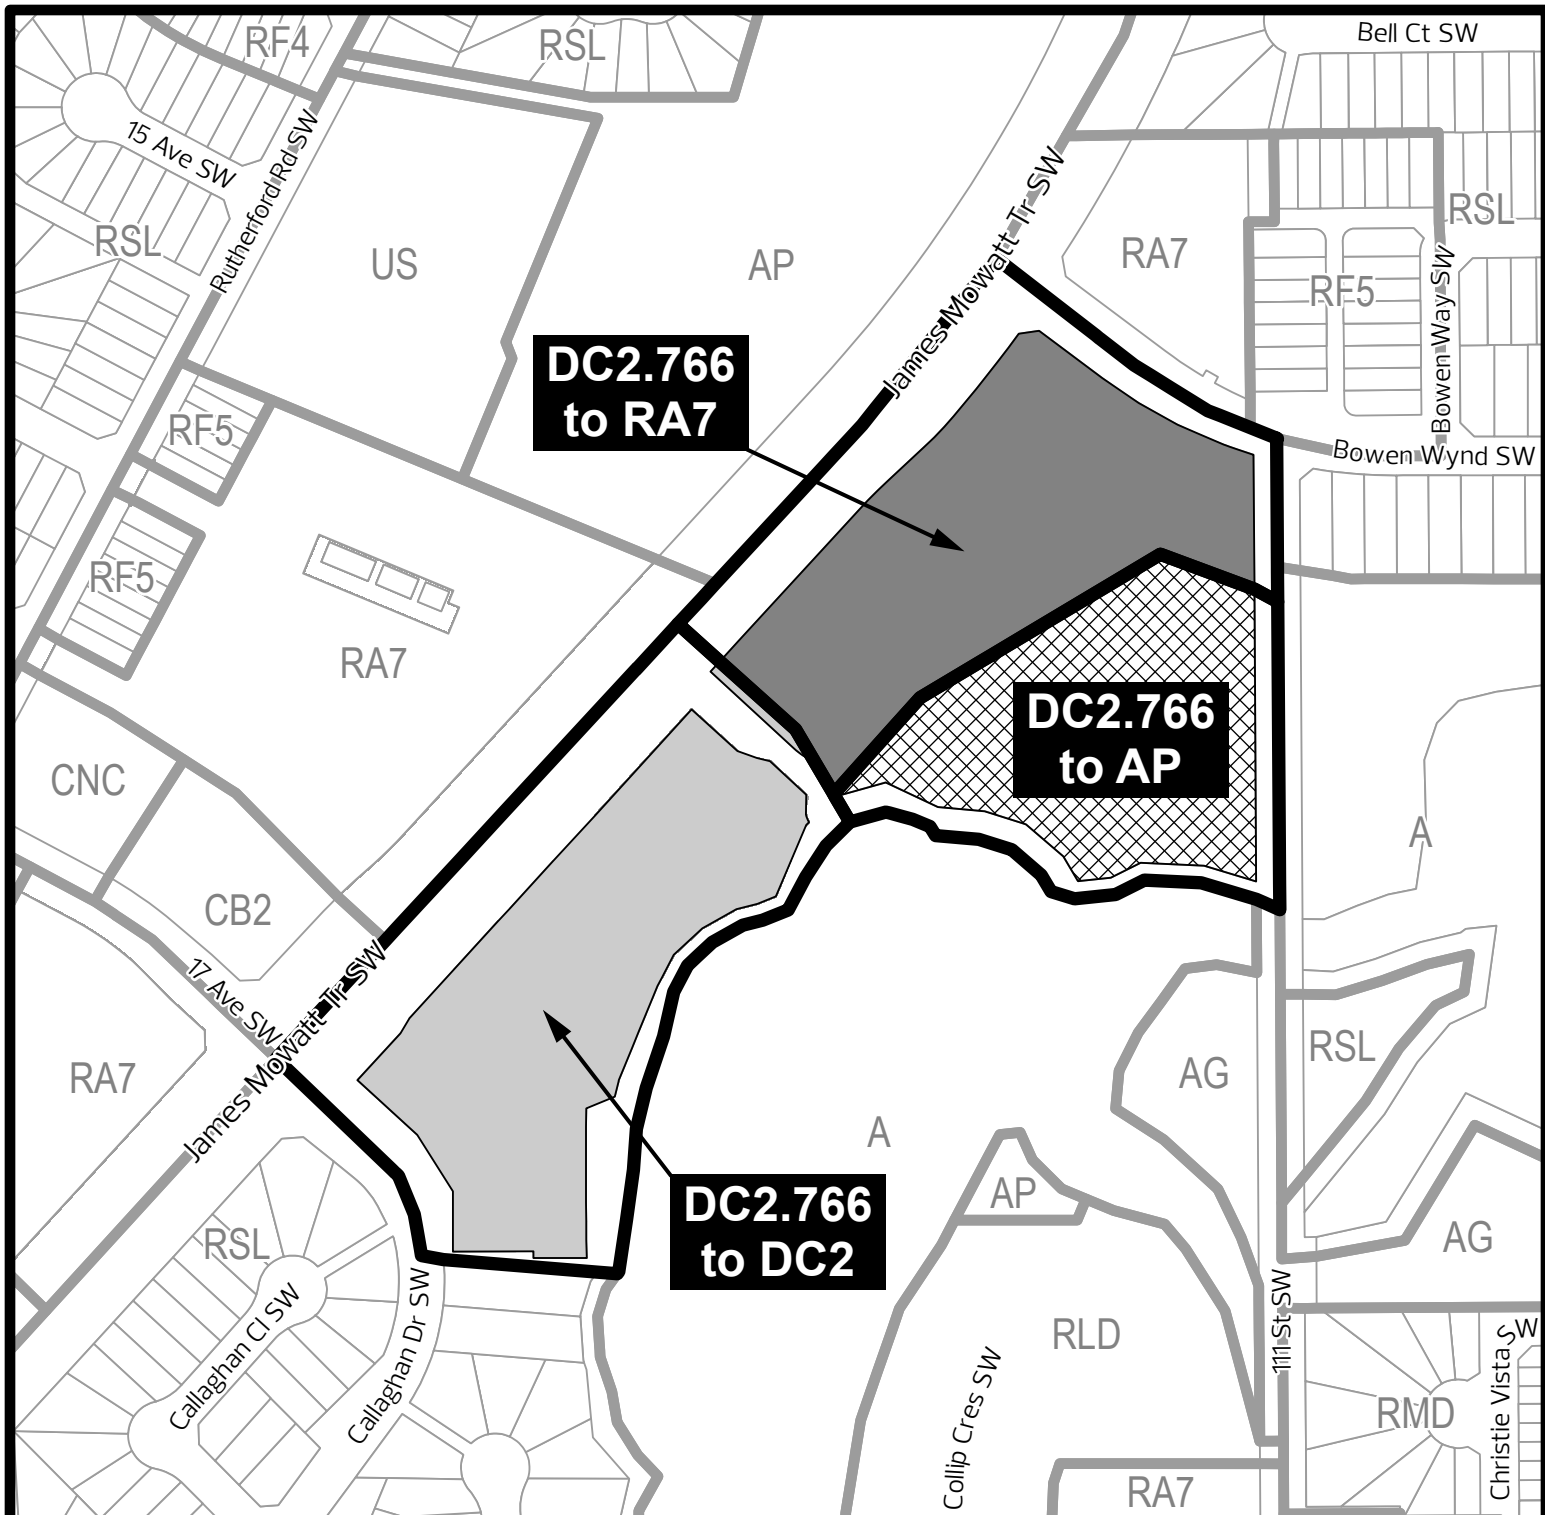 RF4
RSL
Bell Ct SW
15 Ave SW
Rutherford Rd SW
RSL
US
AP
James Mowatt Tr SW
RA7
RSL
RF5
Bowen Way SW
DC2.766
to RA7
RF5
Bowen Wynd SW
RF5
RA7
DC2.766
to AP
CNC
A
CB2
17 Ave SW
James Mowatt Tr SW
RA7
RSL
AG
A
AP
DC2.766
to DC2
RSL
AG
Callaghan Cl SW
Callaghan Dr SW
111 St SW
RLD
Collip Cres SW
RMD
Christie Vista SW
RA7